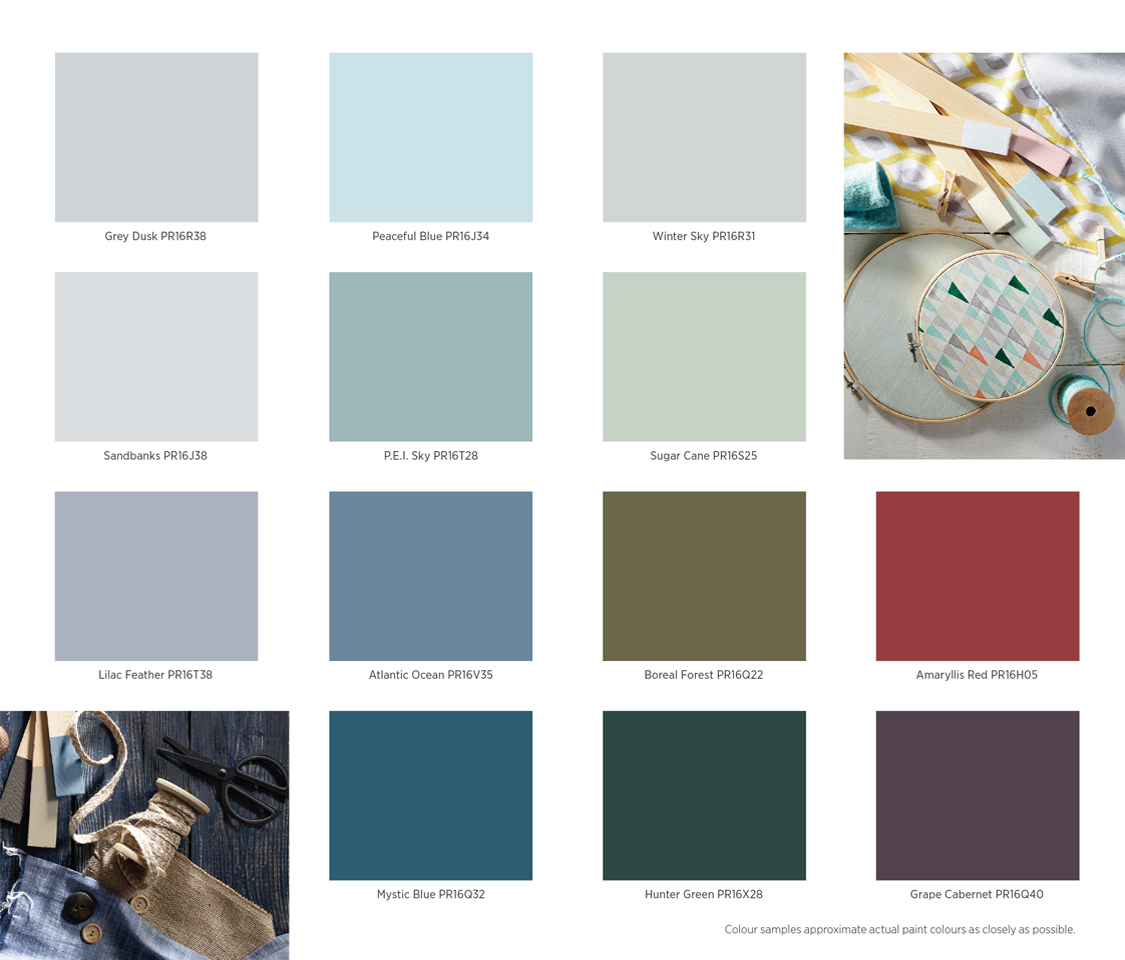 Grey Dusk PR16R38
Peaceful Blue PR16J34
Winter Sky PR16R31
Sandbanks PR16J38
P.E.I. Sky PR16T28
Sugar Cane PR16S25
Lilac Feather PR16T38
Atlantic Ocean PR16V35
Boreal Forest PR16Q22
Amaryllis Red PR16H05
Mystic Blue PR16Q32
Hunter Green PR16X28
Grape Cabernet PR16Q40
Colour samples approximate actual paint colours as closely as possible.